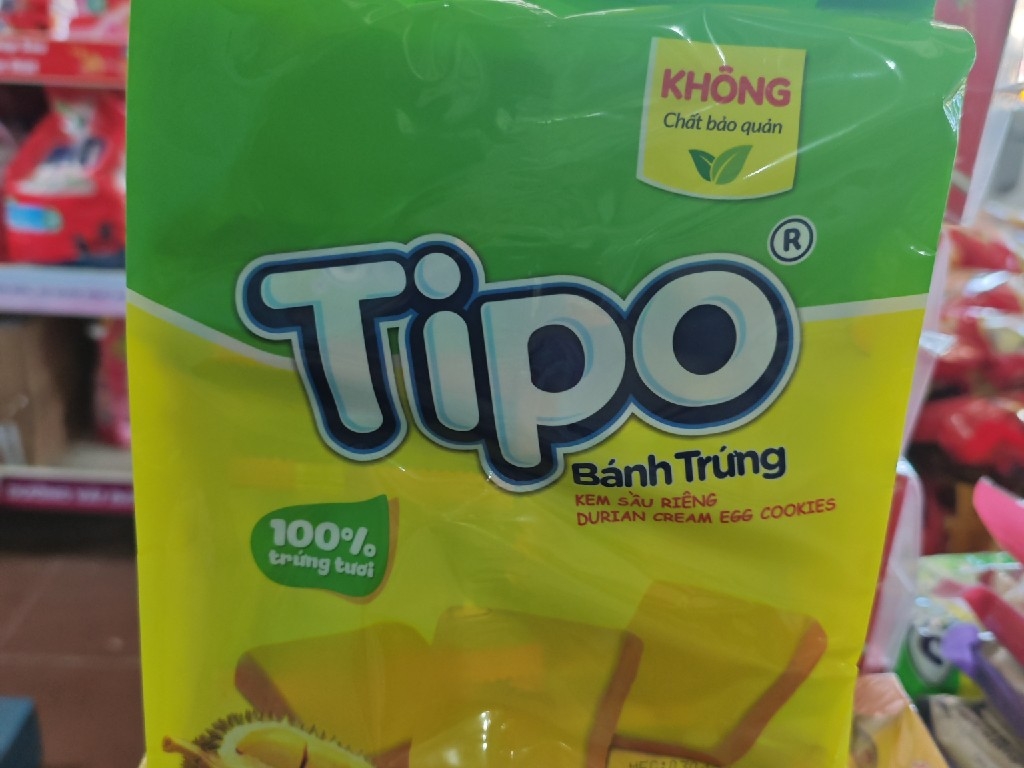 KHÔNG
Chất bảo quản
Tipo
®
Bánh Trứng
KEM SẦU RIÊNG
DURIAN CREAM EGG COOKIES
100%
trứng tươi